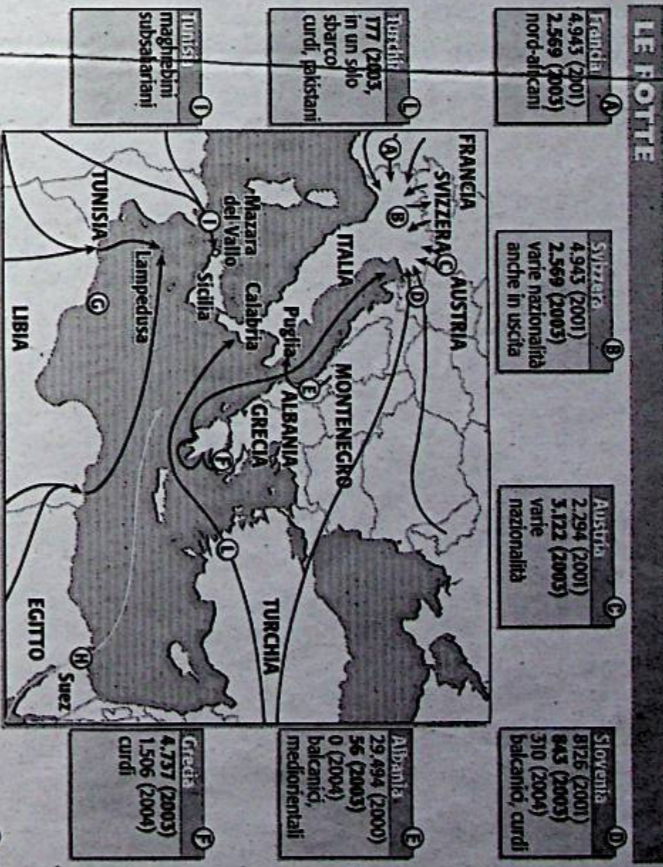 LE ROTTE
Francia A
4.943 (2001)
2.569 (2003)
nord-africani
Svizzera B
4.943 (2001)
2.569 (2003)
varie nazionalità
anche in uscita
Austria C
2.294 (2001)
3.122 (2003)
varie
nazionalità
Slovenia D
8126 (2001)
843 (2003)
310 (2004)
balcanici, curdi
Turchia L
177 (2003,
in un solo
sbarco)
curdi, pakistani
Tunisia I
maghebini
subsahariani
Albania E
29.494 (2000)
56 (2003)
0 (2004)
balcanici,
mediorientali
Grecia F
4.737 (2003)
1.506 (2004)
curdi
FRANCIA
SVIZZERA
AUSTRIA
A
B
C
D
ITALIA
MONTENEGRO
E
Puglia
ALBANIA
Calabria
GRECIA
F
Mazara
del Vallo
Sicilia
I
L
TURCHIA
TUNISIA
Lampedusa
G
H
Suez
LIBIA
EGITTO